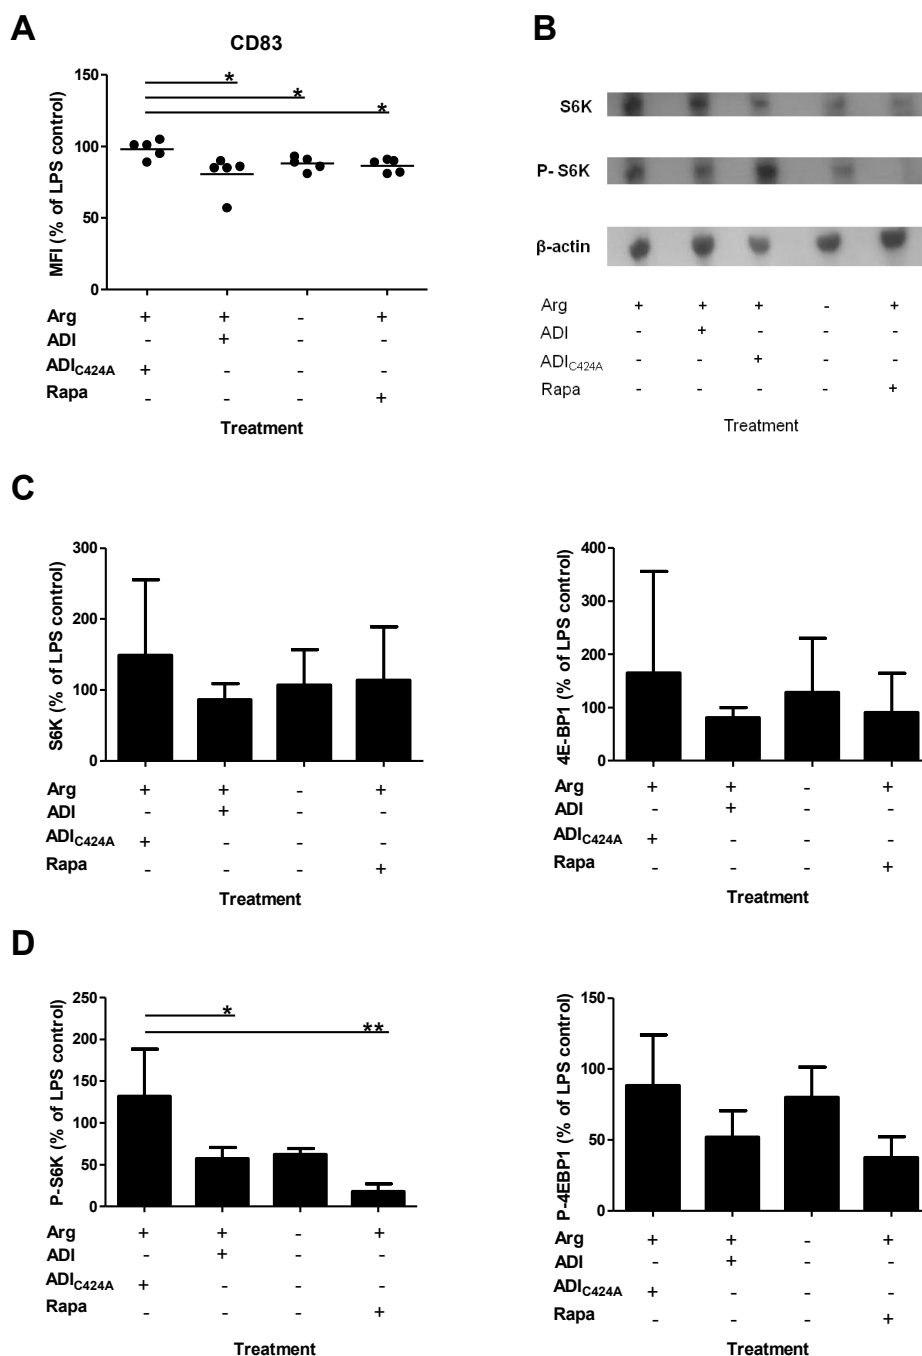 A
CD83
* * *
MFI (% of LPS control)
150
100
50
0
Arg + + - +
ADI - + - -
ADIC424A + - - -
Rapa - - - +
Treatment
B
S6K
P- S6K
β-actin
Arg + + + - +
ADI - + - - -
ADIC424A - - + - -
Rapa - - - - +
Treatment
C
S6K (% of LPS control)
300
200
100
0
Arg + + - +
ADI - + - -
ADIC424A + - - -
Rapa - - - +
Treatment
4E-BP1 (% of LPS control)
400
300
200
100
0
Arg + + - +
ADI - + - -
ADIC424A + - - -
Rapa - - - +
Treatment
D
* **
P-S6K (% of LPS control)
250
200
150
100
50
0
Arg + + - +
ADI - + - -
ADIC424A + - - -
Rapa - - - +
Treatment
P-4EBP1 (% of LPS control)
150
100
50
0
Arg + + - +
ADI - + - -
ADIC424A + - - -
Rapa - - - +
Treatment